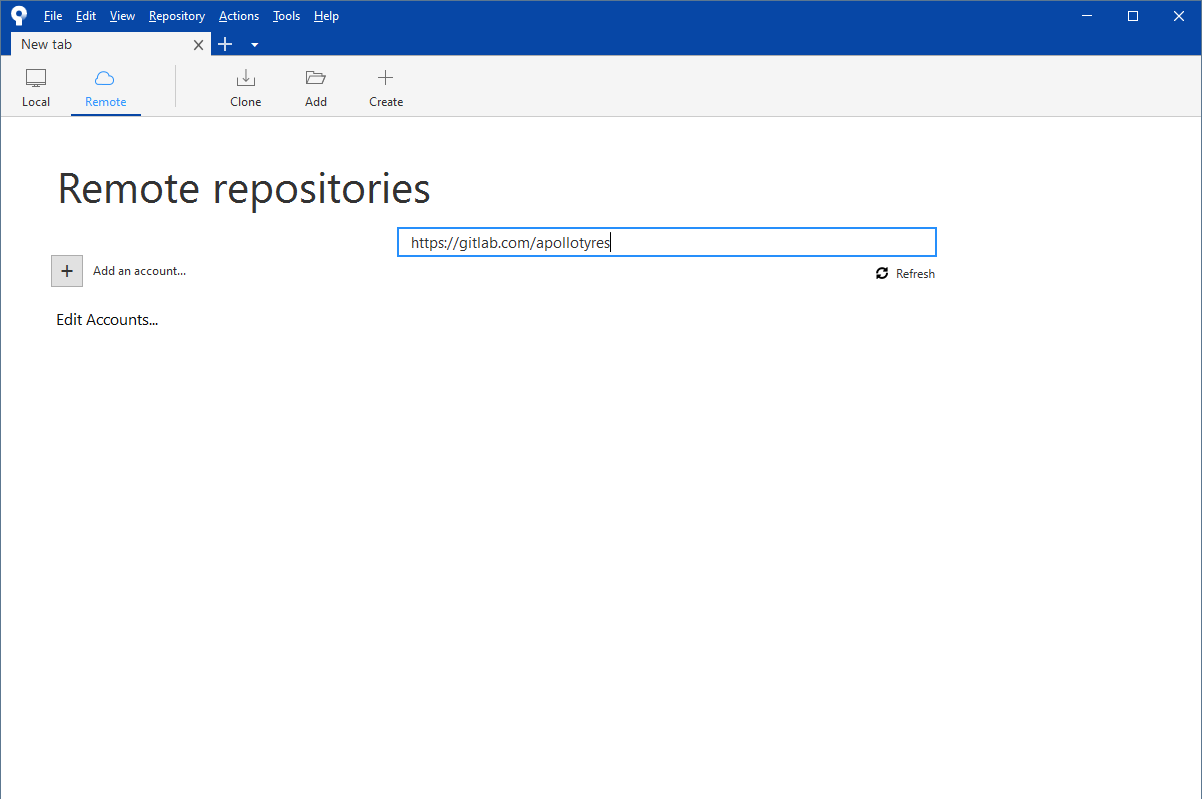 File Edit View Repository Actions Tools Help
New tab
Local Remote Clone Add Create
Remote repositories
https://gitlab.com/apollotyres
Add an account...
Refresh
Edit Accounts...